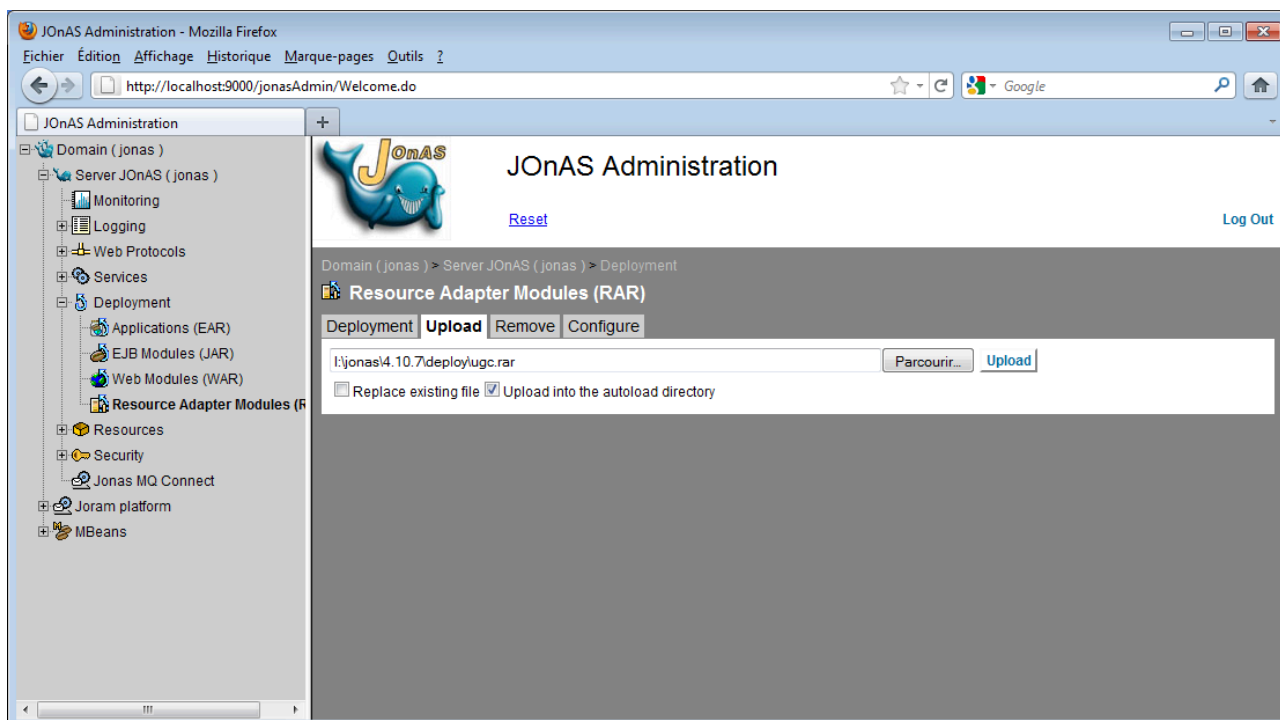 JOnAS Administration - Mozilla Firefox
Fichier Édition Affichage Historique Marque-pages Outils ?
http://localhost:9000/jonasAdmin/Welcome.do
Google
JOnAS Administration
Domain ( jonas )
Server JOnAS ( jonas )
Monitoring
Logging
Web Protocols
Services
Deployment
Applications (EAR)
EJB Modules (JAR)
Web Modules (WAR)
Resource Adapter Modules (R
Resources
Security
Jonas MQ Connect
Joram platform
MBeans
JOnAS
JOnAS Administration
Reset
Log Out
Domain ( jonas ) > Server JOnAS ( jonas ) > Deployment
Resource Adapter Modules (RAR)
Deployment Upload Remove Configure
I:\jonas\4.10.7\deploy\ugc.rar Parcourir... Upload
Replace existing file Upload into the autoload directory